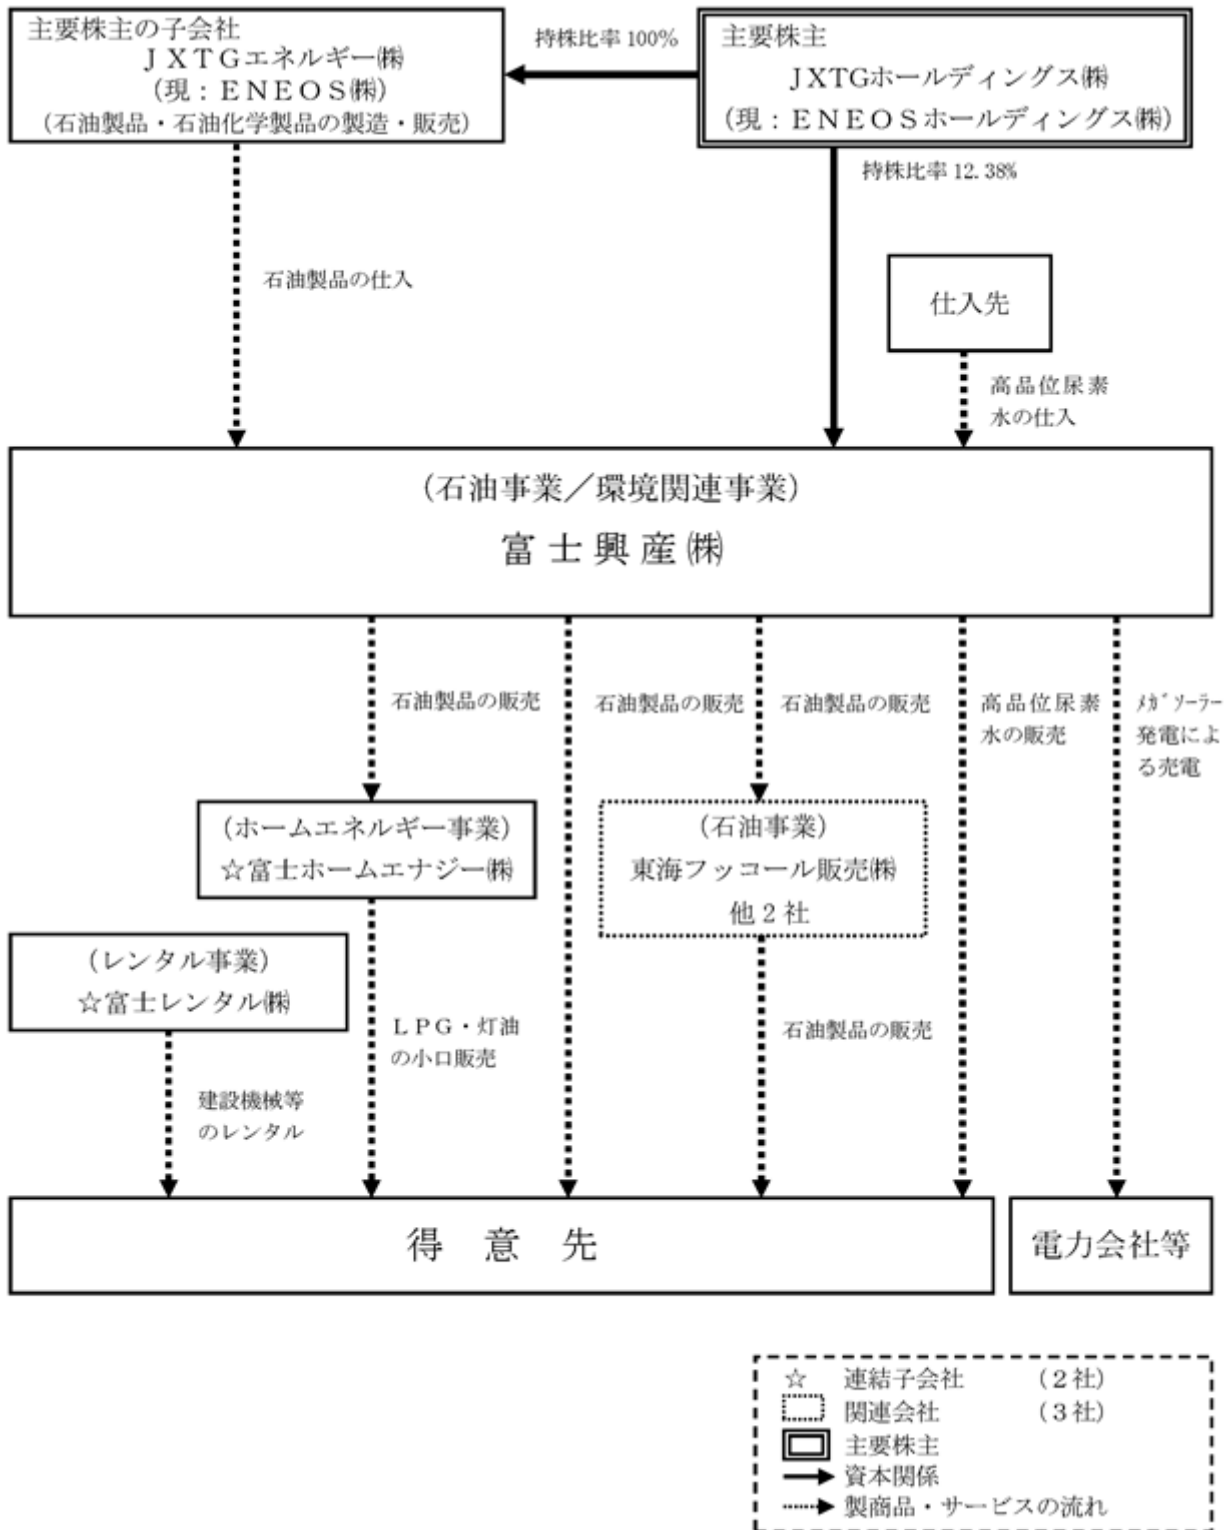 主要株主の子会社
ＪＸＴＧエネルギー㈱
(現：ＥＮＥＯＳ㈱)
(石油製品・石油化学製品の製造・販売)
持株比率 100%
主要株主
JXTGホールディングス㈱
(現：ＥＮＥＯＳホールディングス㈱)
持株比率 12.38%
石油製品の仕入
仕入先
高品位尿素
水の仕入
(石油事業／環境関連事業)
富士興産㈱
石油製品の販売
石油製品の販売
石油製品の販売
高品位尿素
水の販売
ﾒｶﾞｿｰﾗｰ
発電によ
る売電
(ホームエネルギー事業)
☆富士ホームエナジー㈱
(石油事業)
東海フッコール販売㈱
他２社
(レンタル事業)
☆富士レンタル㈱
ＬＰＧ・灯油
の小口販売
石油製品の販売
建設機械等
のレンタル
得意先
電力会社等
☆ 連結子会社 (２社)
関連会社 (３社)
主要株主
資本関係
製商品・サービスの流れ